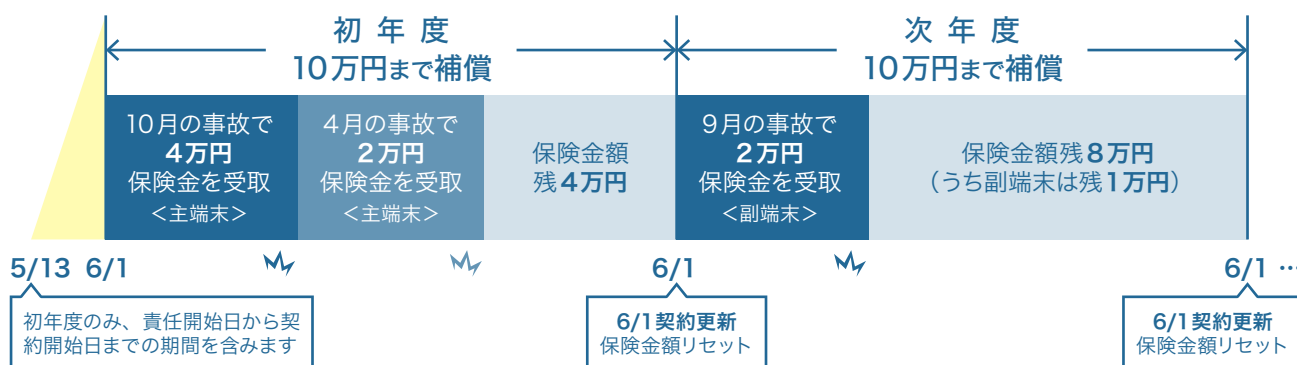 初年度
10万円まで補償
次年度
10万円まで補償
10月の事故で
4万円
保険金を受取
<主端末>
4月の事故で
2万円
保険金を受取
<主端末>
保険金額
残4万円
9月の事故で
2万円
保険金を受取
<副端末>
保険金額残8万円
（うち副端末は残1万円）
5/13
6/1
6/1
6/1 …
初年度のみ、責任開始日から契
約開始日までの期間を含みます
6/1契約更新
保険金額リセット
6/1契約更新
保険金額リセット